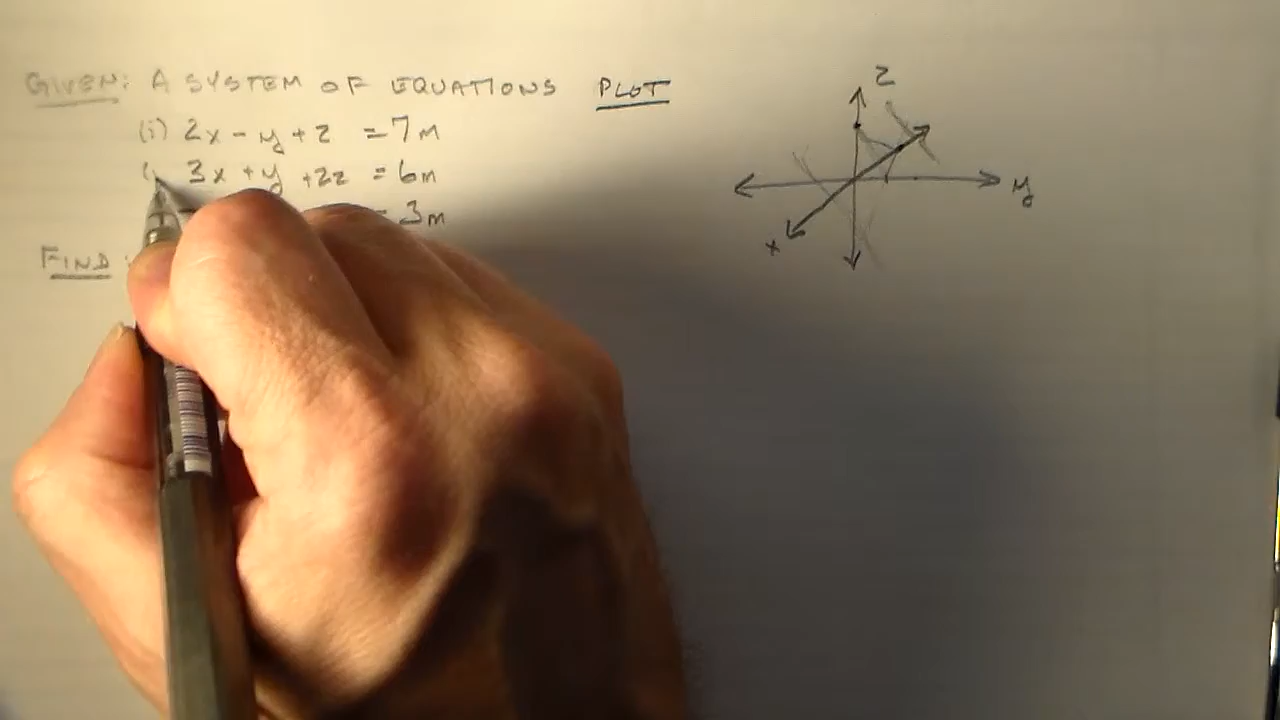 GIVEN: A SYSTEM OF EQUATIONS PLOT
(i) 2x - y + z = 7m
( 3x + y + 2z = 6m
= 3m
FIND:
z
y
x